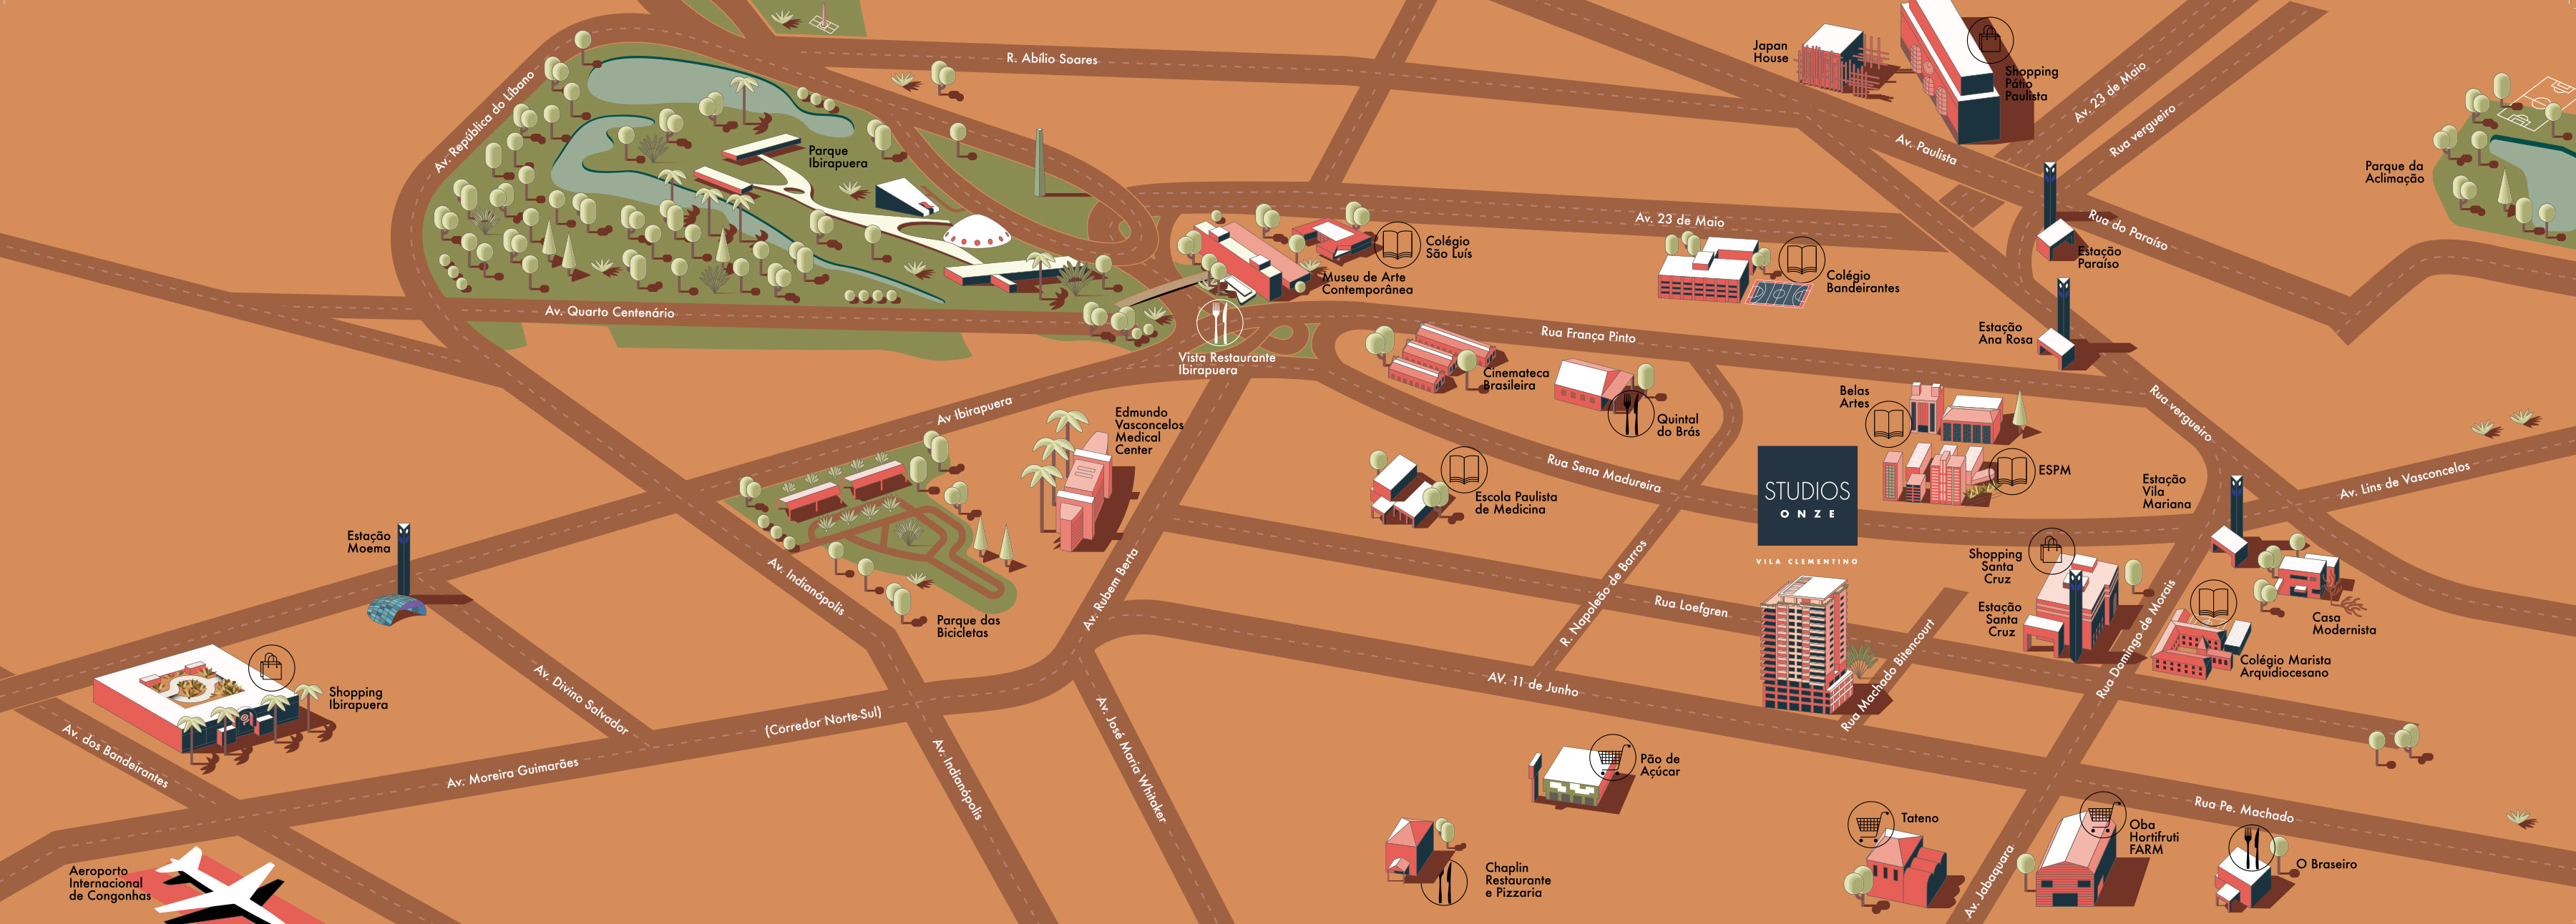 R. Abílio Soares
Japan
House
Shopping
Pátio
Paulista
Av. 23 de Maio
Rua vergueiro
Av. Paulista
Av. República do Líbano
Parque
Ibirapuera
Parque da
Aclimação
Av. 23 de Maio
Rua do Paraíso
Estação
Paraíso
Colégio
São Luís
Museu de Arte
Contemporânea
Colégio
Bandeirantes
Av. Quarto Centenário
Rua França Pinto
Estação
Ana Rosa
Vista Restaurante
Ibirapuera
Cinemateca
Brasileira
Quintal
do Brás
Belas
Artes
Rua vergueiro
Av Ibirapuera
Edmundo
Vasconcelos
Medical
Center
Rua Sena Madureira
Escola Paulista
de Medicina
STUDIOS
ONZE
VILA CLEMENTINO
ESPM
Estação
Vila
Mariana
Av. Lins de Vasconcelos
Estação
Moema
Av. Indianópolis
Av. Rubem Berta
Parque das
Bicicletas
R. Napoleão de Barros
Rua Loefgren
Shopping
Santa
Cruz
Estação
Santa
Cruz
Rua Domingo de Morais
Casa
Modernista
Colégio Marista
Arquidiocesano
Rua Machado Bitencourt
AV. 11 de Junho
Shopping
Ibirapuera
Av. Divino Salvador
(Corredor Norte-Sul)
Av. dos Bandeirantes
Av. Moreira Guimarães
Av. Indianópolis
Av. José Maria Whitaker
Pão de
Açúcar
Rua Pe. Machado
Tateno
Oba
Hortifruti
FARM
O Braseiro
Chaplin
Restaurante
e Pizzaria
Av. Jabaquara
Aeroporto
Internacional
de Congonhas